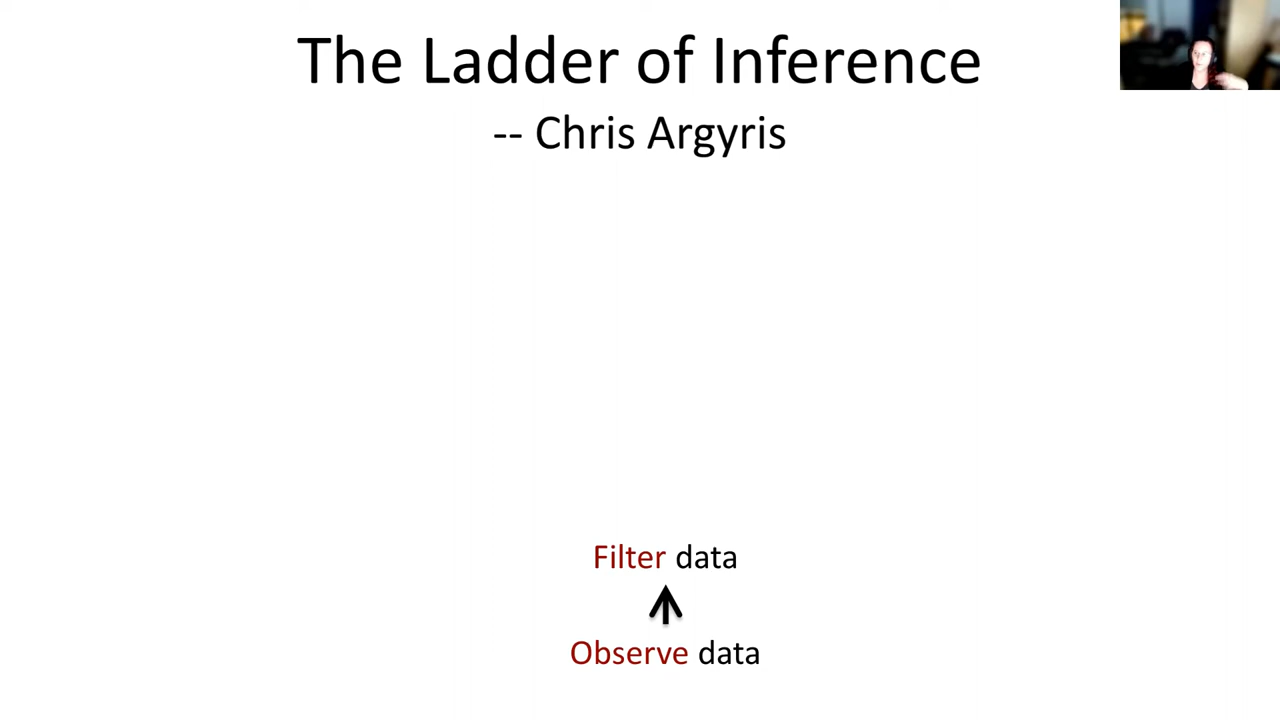 The Ladder of Inference
-- Chris Argyris
Filter data
Observe data